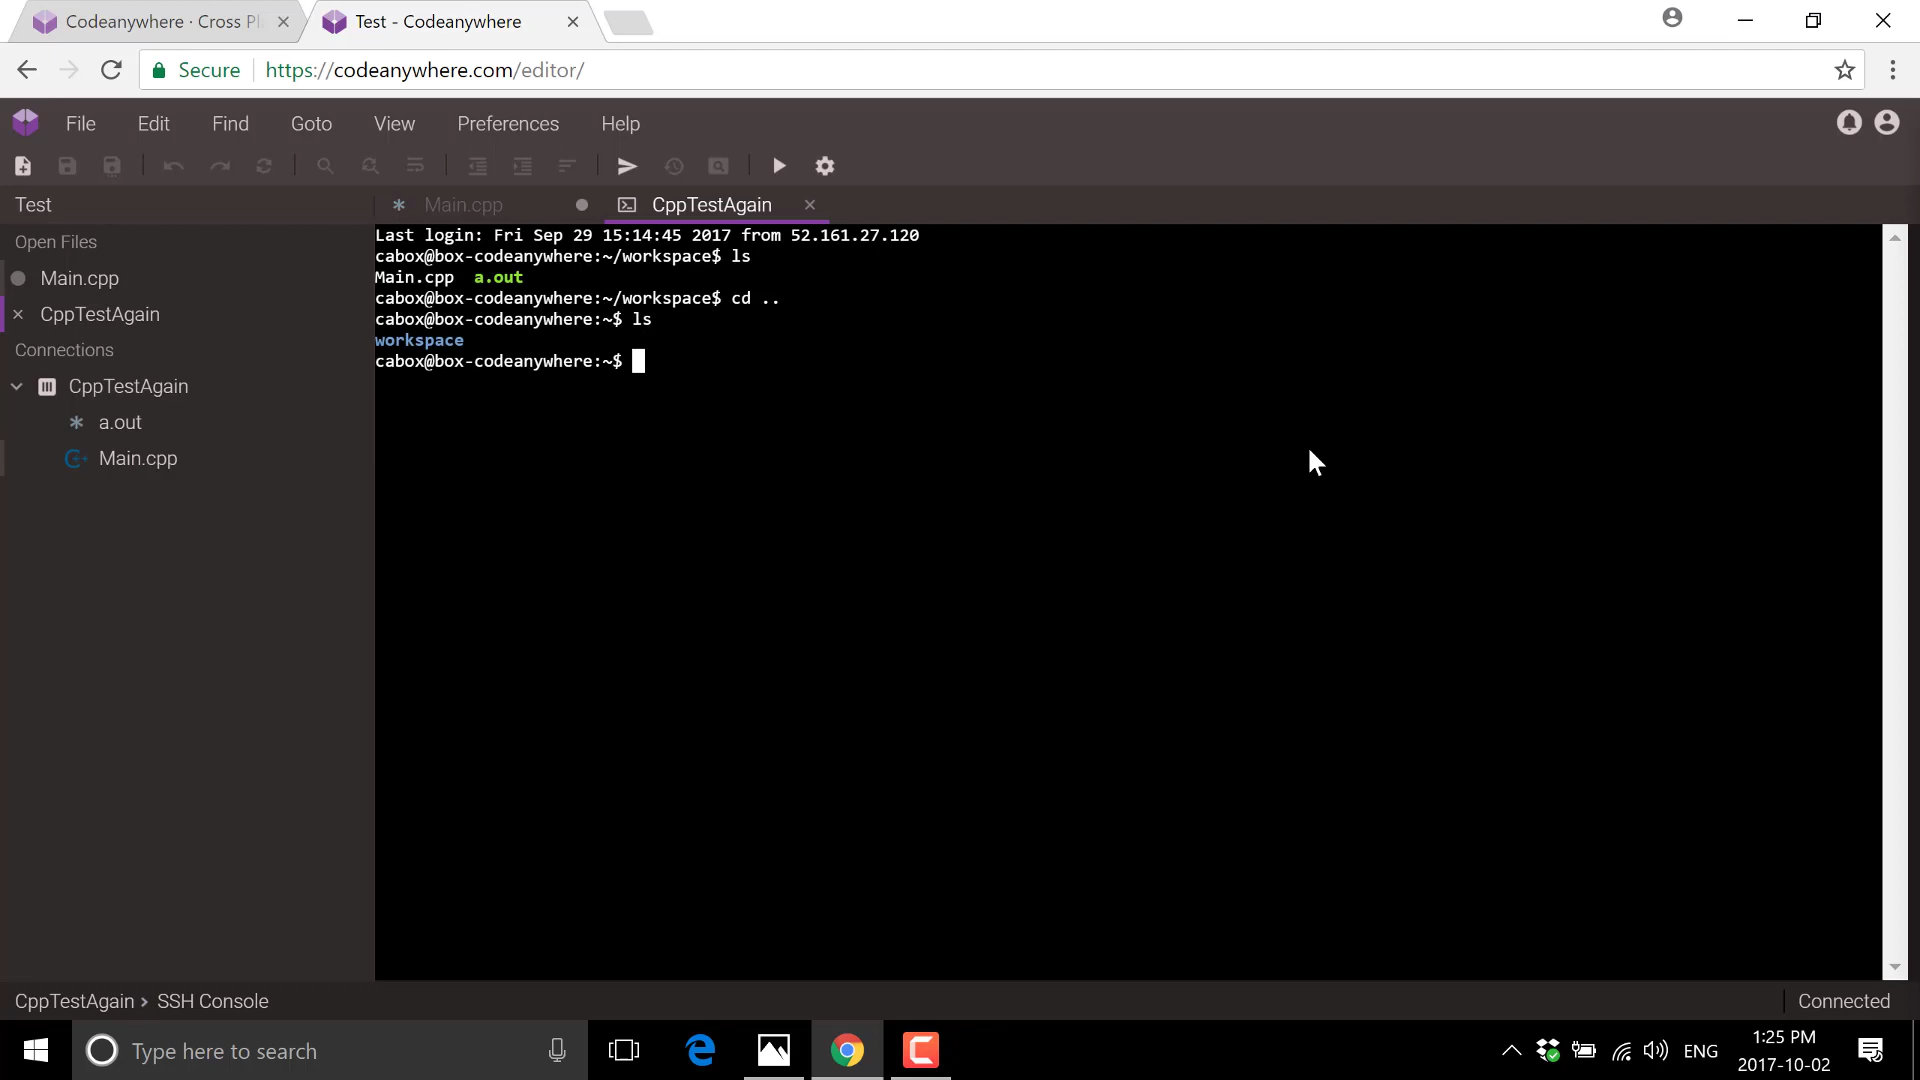 Codeanywhere · Cross Pl
Test - Codeanywhere
Secure
https://codeanywhere.com/editor/
File Edit Find Goto View Preferences Help
Test
Main.cpp
CppTestAgain
Open Files
Main.cpp
CppTestAgain
Connections
CppTestAgain
a.out
Main.cpp
Last login: Fri Sep 29 15:14:45 2017 from 52.161.27.120
cabox@box-codeanywhere:~/workspace$ ls
Main.cpp a.out
cabox@box-codeanywhere:~/workspace$ cd ..
cabox@box-codeanywhere:~$ ls
workspace
cabox@box-codeanywhere:~$
CppTestAgain › SSH Console
Connected
Type here to search
ENG
1:25 PM
2017-10-02